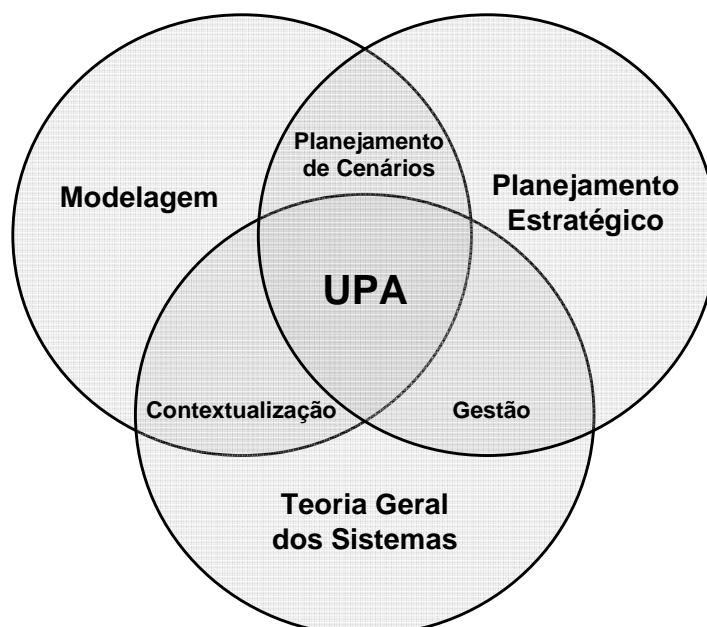 Planejamento
de Cenários
Modelagem
Planejamento
Estratégico
UPA
Contextualização
Gestão
Teoria Geral
dos Sistemas